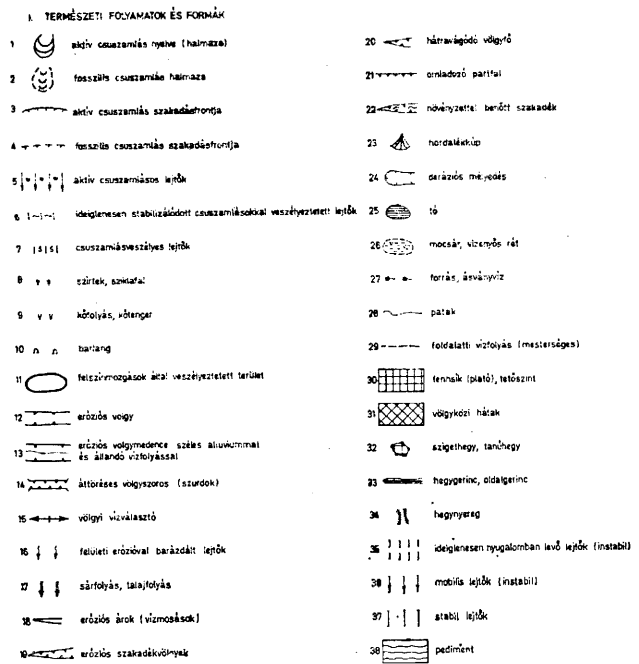 I. TERMÉSZETI FOLYAMATOK ÉS FORMÁK
1 aktív csuszamlás nyelve (halmaza)
2 fosszilis csuszamlás halmaza
3 aktív csuszamlás szakadásfrontja
4 fosszilis csuszamlás szakadásfrontja
5 aktív csuszamlásos lejtők
6 ideiglenesen stabilizálódott csuszamlásokkal veszélyeztetett lejtők
7 csuszamlásveszélyes lejtők
8 szirtek, sziklafal
9 kőfolyás, kőtenger
10 barlang
11 felszínmozgások által veszélyeztetett terület
12 eróziós völgy
13 eróziós völgymedence széles alluviummal
és állandó vízfolyással
14 áttöréses völgyszoros (szurdok)
15 völgyi vízválasztó
16 felületi erózióval barázdált lejtők
17 sárfolyás, talajfolyás
18 eróziós árok (vízmosások)
19 eróziós szakadékvölgyek
20 hátravágódó völgyfő
21 omladozó partfal
22 növényzettel benőtt szakadék
23 hordalékkúp
24 deráziós mélyedés
25 tó
26 mocsár, vizenyős rét
27 forrás, ásványvíz
28 patak
29 földalatti vízfolyás (mesterséges)
30 fennsík (plató), tetőszint
31 völgyközi hátak
32 szigethegy, tanúhegy
33 hegygerinc, oldalgerinc
34 hegynyereg
35 ideiglenesen nyugalomban levő lejtők (instabil)
36 mobilis lejtők (instabil)
37 stabil lejtők
38 pediment